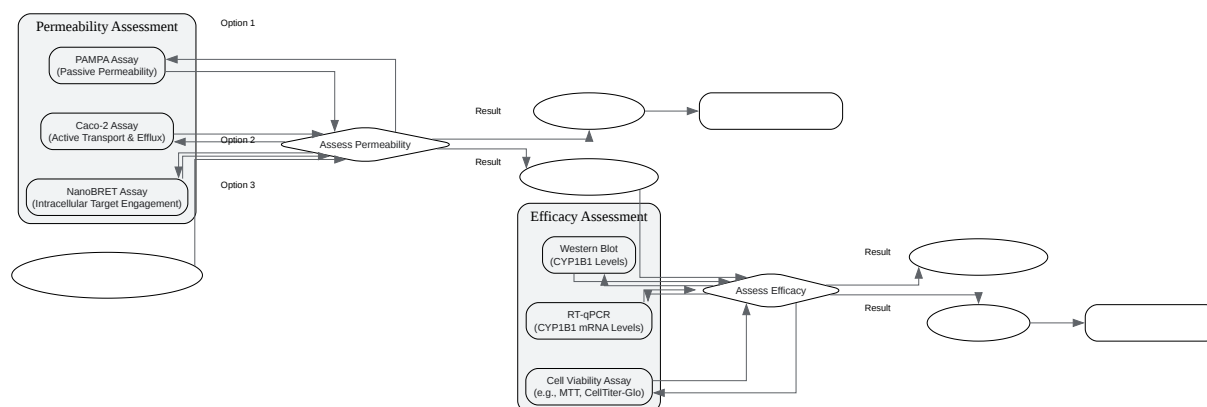 Permeability Assessment
Option 1
PAMPA Assay
(Passive Permeability)
Caco-2 Assay
(Active Transport & Efflux)
Option 2
Assess Permeability
Result
Result
NanoBRET Assay
(Intracellular Target Engagement)
Option 3
Efficacy Assessment
Western Blot
(CYP1B1 Levels)
Result
Assess Efficacy
Result
RT-qPCR
(CYP1B1 mRNA Levels)
Cell Viability Assay
(e.g., MTT, CellTiter-Glo)